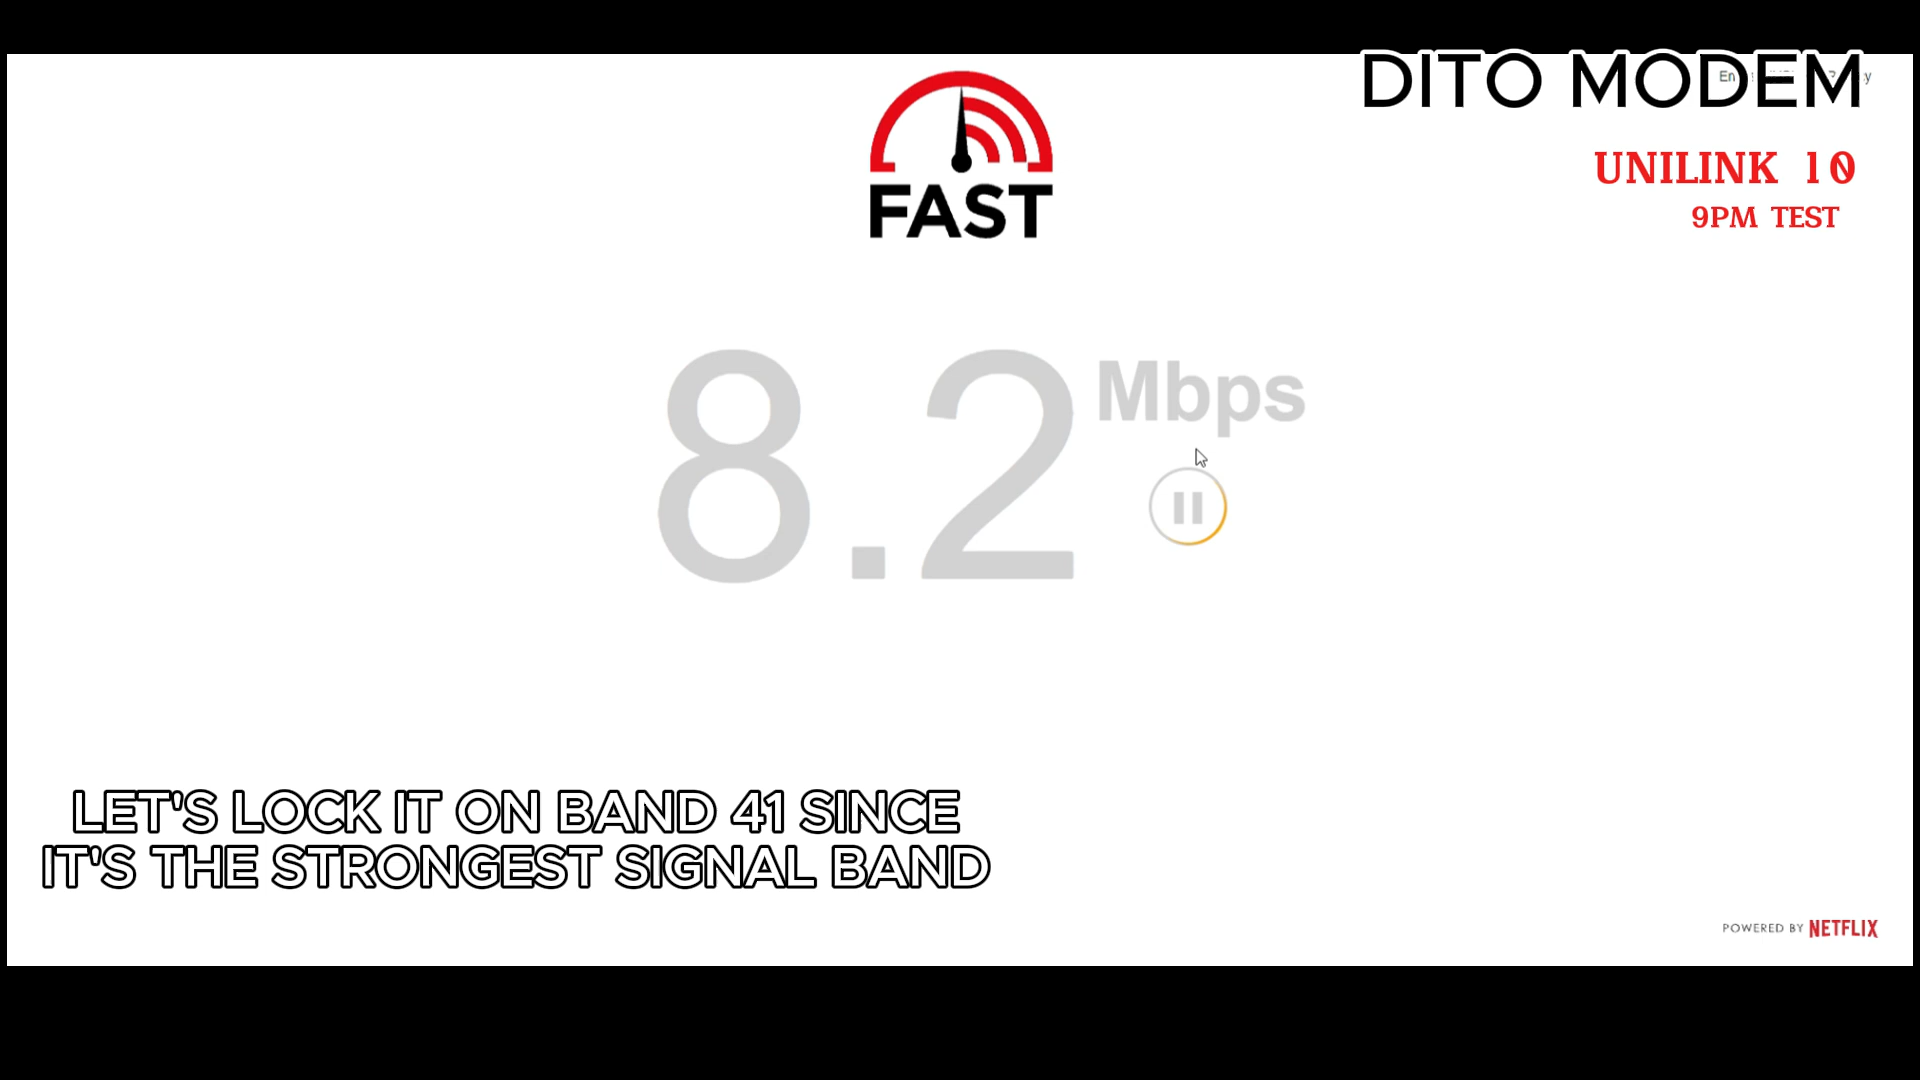 DITO MODEM
UNILINK 10
9PM TEST
FAST
8.2 Mbps
LET'S LOCK IT ON BAND 41 SINCE
IT'S THE STRONGEST SIGNAL BAND
POWERED BY NETFLIX